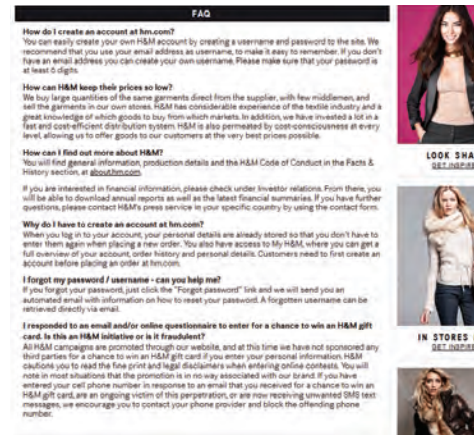 FAQ
How do I create an account at hm.com?
You can easily create your own H&M account by creating a username and password to the site. We
recommend that you use your email address as username, to make it easy to remember. If you don't
have an email address you can create your own username. Please make sure that your password is
at least 6 digits.
How can H&M keep their prices so low?
We buy large quantities of the same garments direct from the supplier, with few middlemen, and
sell the garments in our own stores. H&M has considerable experience of the textile industry and a
great knowledge of which goods to buy from which markets. In addition, we have invested a lot in a
fast and cost-efficient distribution system. H&M is also permeated by cost-consciousness at every
level, allowing us to offer goods to our customers at the very best prices possible.
How can I find out more about H&M?
You will find general information, production details and the H&M Code of Conduct in the Facts &
History section, at about.hm.com.
If you are interested in financial information, please check under Investor relations. From there, you
will be able to download annual reports as well as the latest financial summaries. If you have further
questions, please contact H&M's press service in your specific country by using the contact form.
Why do I have to create an account at hm.com?
When you log in to your account, your personal details are already stored so that you don't have to
enter them again when placing a new order. You also have access to My H&M, where you can get a
full overview of your account, order history and personal details. Customers need to first create an
account before placing an order at hm.com.
I forgot my password / username - can you help me?
If you forgot your password, just click the "Forgot password" link and we will send you an
automated email with information on how to reset your password. A forgotten username can be
retrieved directly via email.
I responded to an email and/or online questionnaire to enter for a chance to win an H&M gift
card. Is this an H&M initiative or is it fraudulent?
All H&M campaigns are promoted through our website, and at this time we have not sponsored any
third parties for a chance to win an H&M gift card if you enter your personal information. H&M
cautions you to read the fine print and legal disclaimers when entering online contests. You will
note in most situations that the promotion is in no way associated with our brand. If you have
entered your cell phone number in response to an email that you received for a chance to win an
H&M gift card, are an ongoing victim of this perpetration, or are now receiving unwanted SMS text
messages, we encourage you to contact your phone provider and block the offending phone
number.
LOOK SHA
GET INSPIRE
IN STORES
GET INSPIRE